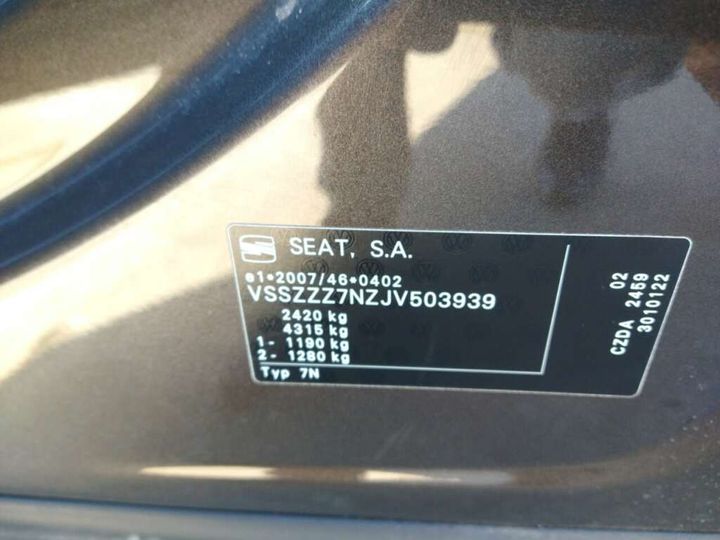 SEAT, S.A.
e1*2007/46*0402
VSSZZZ7NZJV503939
2420 kg
4315 kg
1- 1190 kg
2- 1280 kg
Typ 7N
02
CZDA 2459
3010122